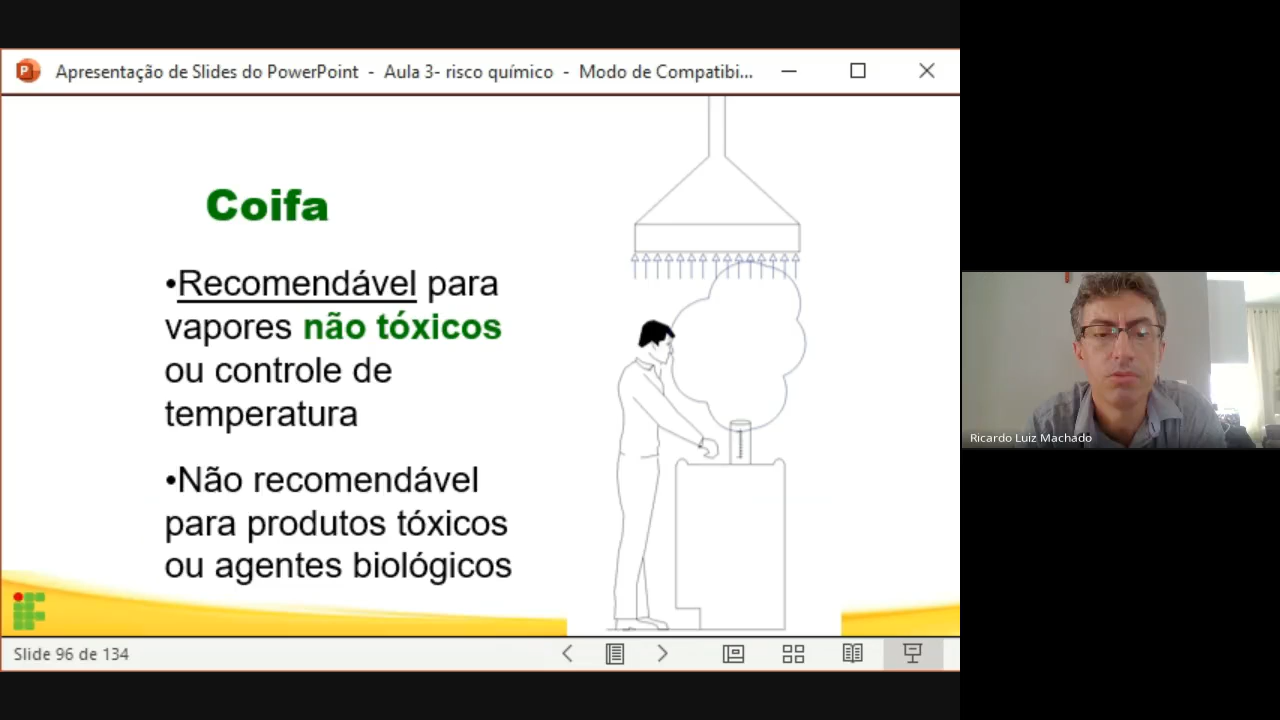 Apresentação de Slides do PowerPoint - Aula 3- risco químico - Modo de Compatibi...
Coifa
•Recomendável para
vapores não tóxicos
ou controle de
temperatura
•Não recomendável
para produtos tóxicos
ou agentes biológicos
Slide 96 de 134
Ricardo Luiz Machado